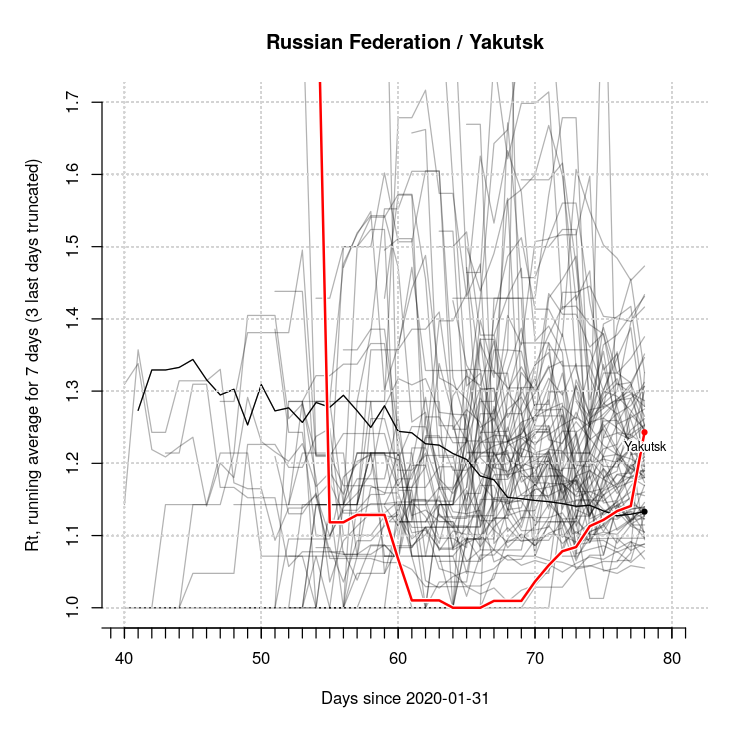 Russian Federation / Yakutsk
Rt, running average for 7 days (3 last days truncated)
1.7
1.6
1.5
1.4
1.3
1.2
1.1
1.0
Yakutsk
40 50 60 70 80
Days since 2020-01-31